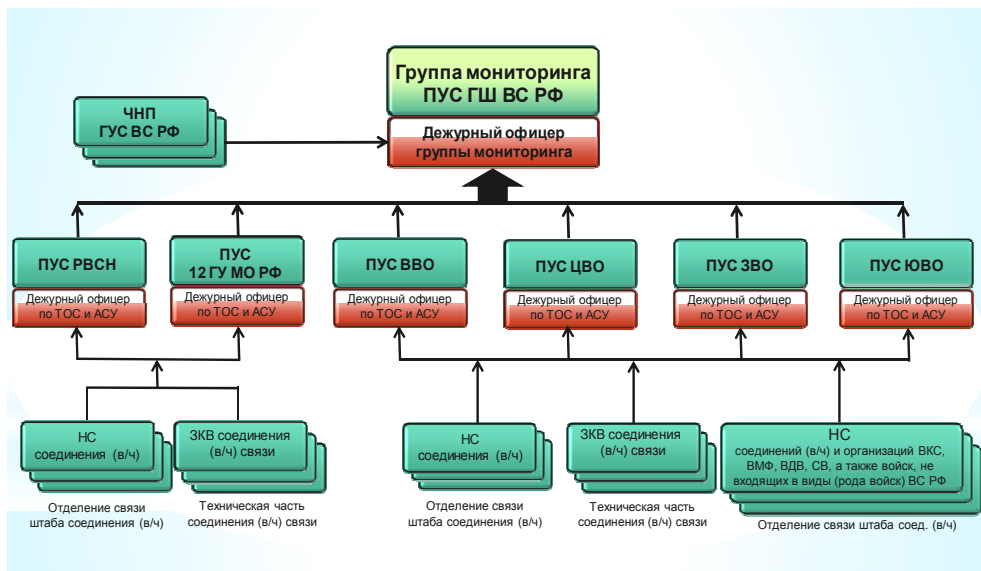 Группа мониторинга
ПУС ГШ ВС РФ
Дежурный офицер
группы мониторинга
ЧНП
ГУС ВС РФ
ПУС РВСН
Дежурный офицер
по ТОС и АСУ
ПУС
12 ГУ МО РФ
Дежурный офицер
по ТОС и АСУ
ПУС ВВО
Дежурный офицер
по ТОС и АСУ
ПУС ЦВО
Дежурный офицер
по ТОС и АСУ
ПУС ЗВО
Дежурный офицер
по ТОС и АСУ
ПУС ЮВО
Дежурный офицер
по ТОС и АСУ
НС
соединения (в/ч)
Отделение связи
штаба соединения (в/ч)
ЗКВ соединения
(в/ч) связи
Техническая часть
соединения (в/ч) связи
НС
соединения (в/ч)
Отделение связи
штаба соединения (в/ч)
ЗКВ соединения
(в/ч) связи
Техническая часть
соединения (в/ч) связи
НС
соединений (в/ч) и организаций ВКС,
ВМФ, ВДВ, СВ, а также войск, не
входящих в виды (рода войск) ВС РФ
Отделение связи штаба соед. (в/ч)